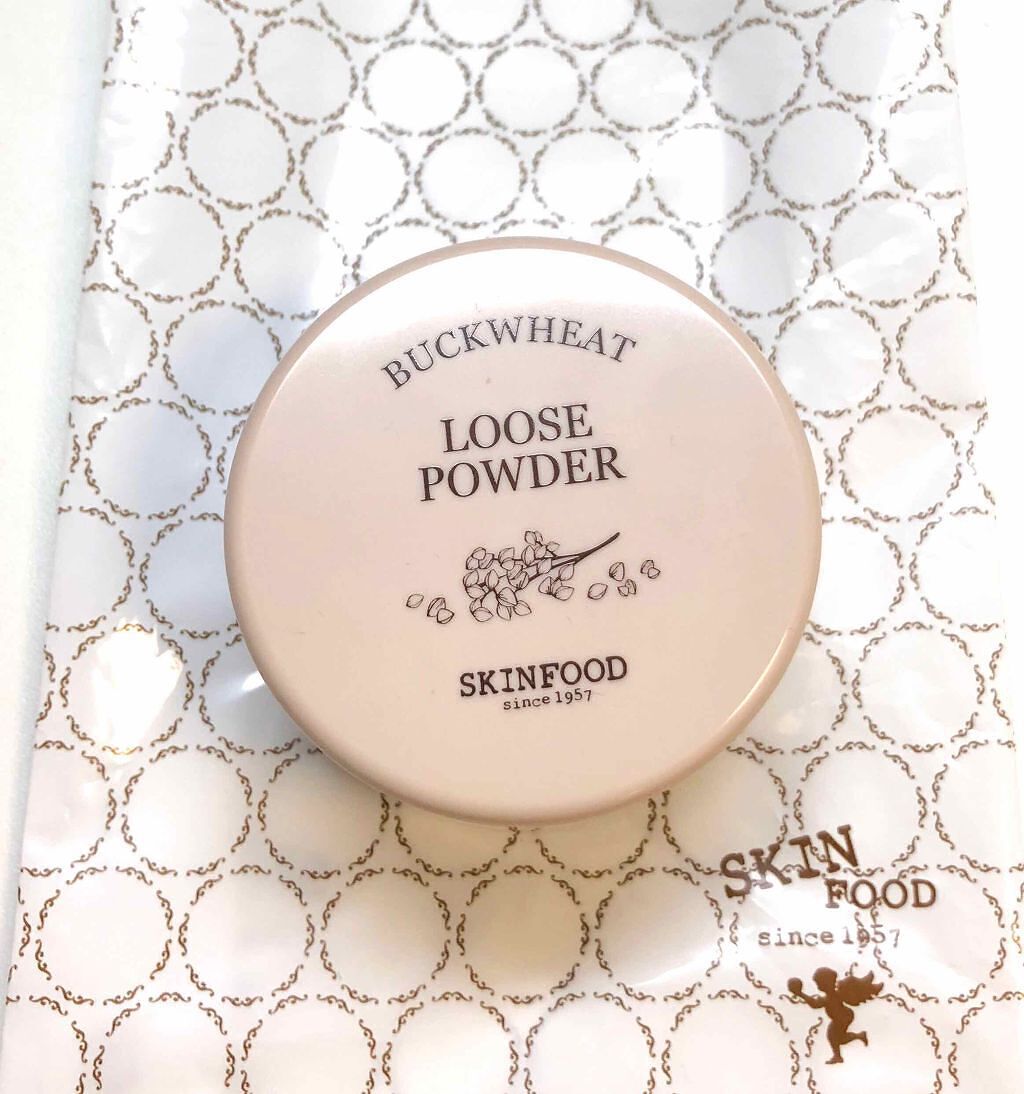 BUCKWHEAT
LOOSE
POWDER
SKINFOOD
since 1957
SKIN
FOOD
since 1957